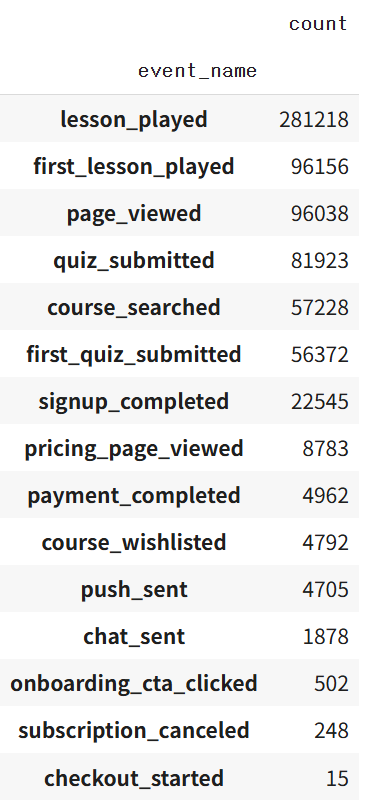 count
event_name
lesson_played 281218
first_lesson_played 96156
page_viewed 96038
quiz_submitted 81923
course_searched 57228
first_quiz_submitted 56372
signup_completed 22545
pricing_page_viewed 8783
payment_completed 4962
course_wishlisted 4792
push_sent 4705
chat_sent 1878
onboarding_cta_clicked 502
subscription_canceled 248
checkout_started 15